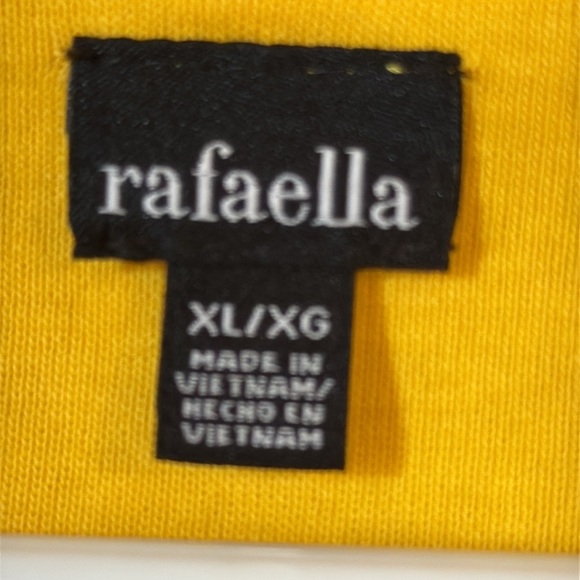 rafaella
XL/XG
MADE IN
VIETNAM/
HECHO EN
VIETNAM